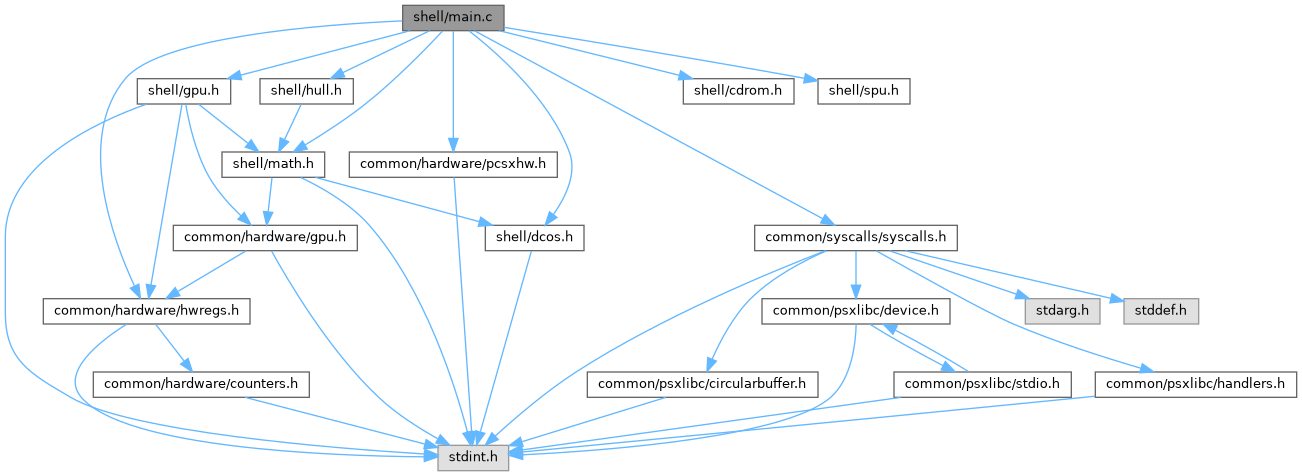 shell/main.c
shell/gpu.h
shell/hull.h
shell/cdrom.h
shell/spu.h
shell/math.h
common/hardware/pcsxhw.h
common/hardware/gpu.h
shell/dcos.h
common/syscalls/syscalls.h
common/hardware/hwregs.h
common/psxlibc/device.h
stdarg.h
stddef.h
common/hardware/counters.h
common/psxlibc/circularbuffer.h
common/psxlibc/stdio.h
common/psxlibc/handlers.h
stdint.h